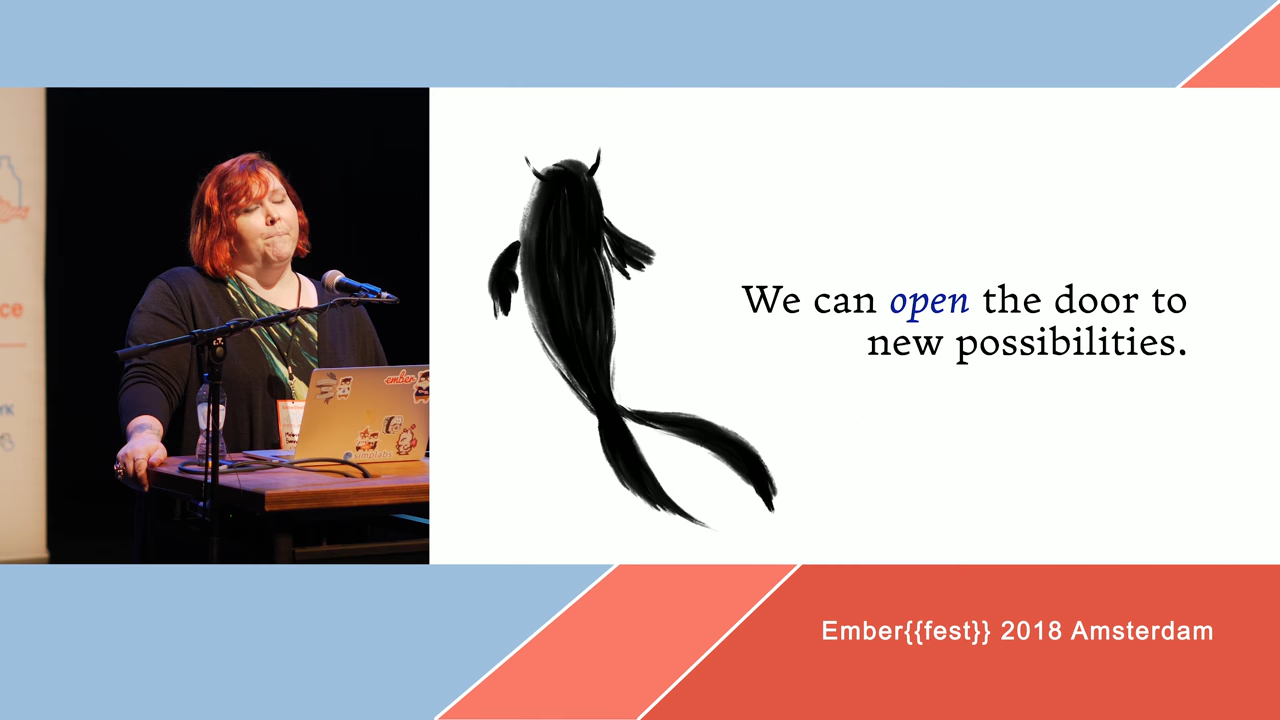 We can open the door to
new possibilities.
ember
simplabs
Ember{{fest}} 2018 Amsterdam